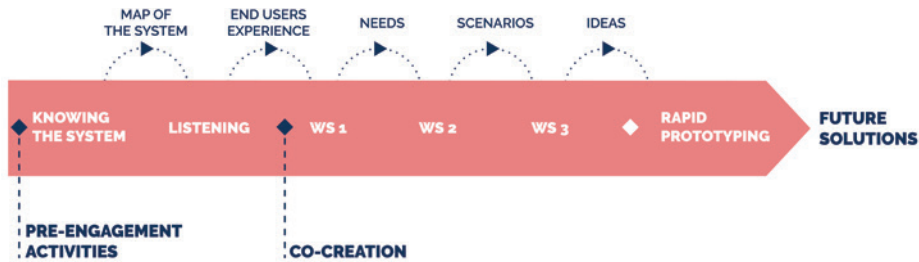 MAP OF
THE SYSTEM
END USERS
EXPERIENCE
NEEDS
SCENARIOS
IDEAS
KNOWING
THE SYSTEM
LISTENING
WS 1
WS 2
WS 3
RAPID
PROTOTYPING
FUTURE
SOLUTIONS
PRE-ENGAGEMENT
ACTIVITIES
CO-CREATION